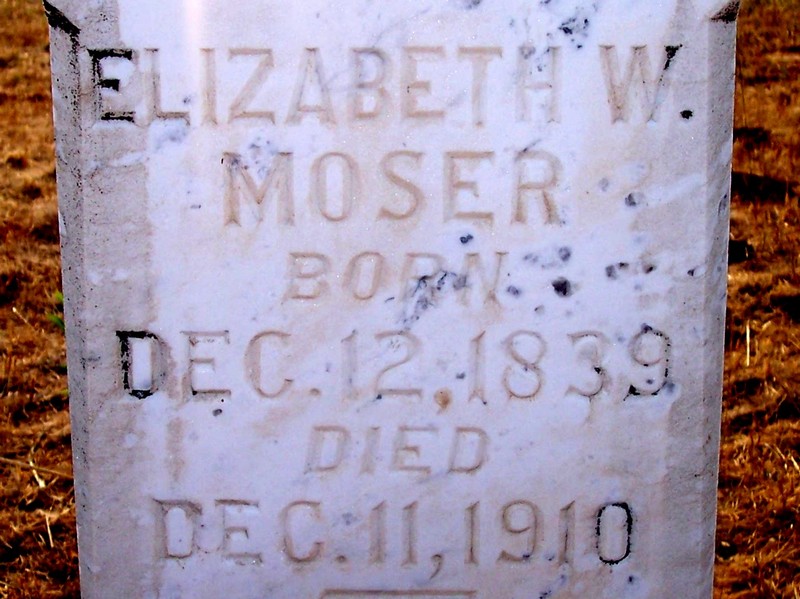 ELIZABETH W.
MOSER
BORN
DEC. 12, 1839
DIED
DEC. 11, 1910